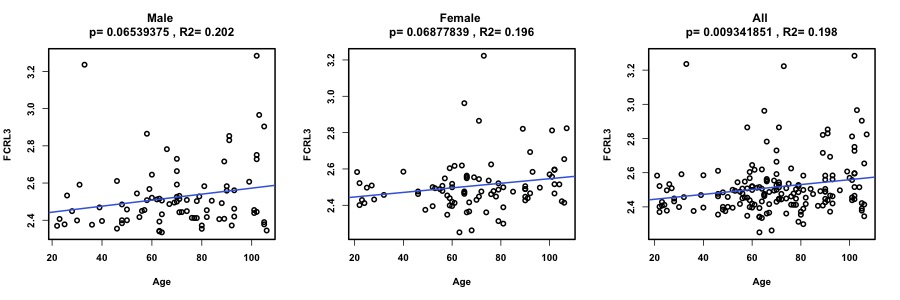 Male
p= 0.06539375 , R2= 0.202
FCRL3
3.2
3.0
2.8
2.6
2.4
20 40 60 80 100
Age
Female
p= 0.06877839 , R2= 0.196
FCRL3
3.2
3.0
2.8
2.6
2.4
20 40 60 80 100
Age
All
p= 0.009341851 , R2= 0.198
FCRL3
3.2
3.0
2.8
2.6
2.4
20 40 60 80 100
Age